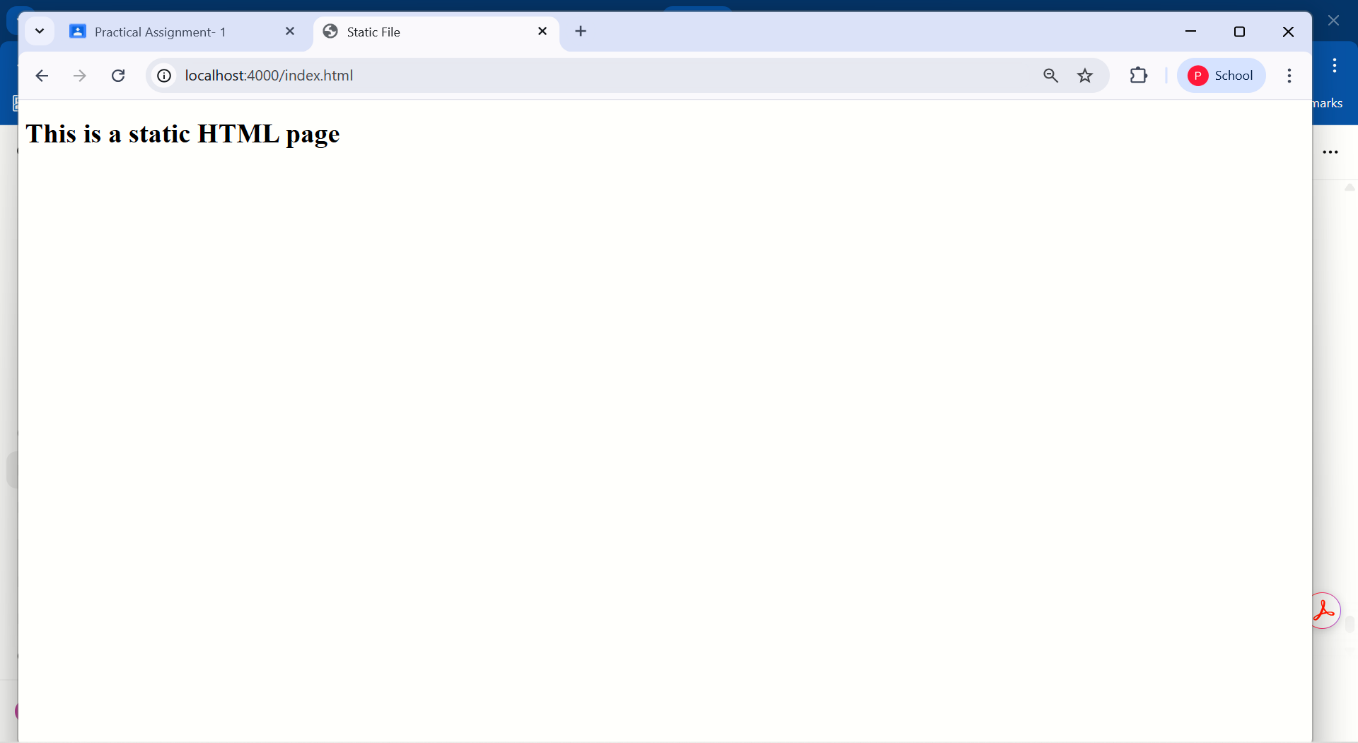 Practical Assignment- 1
Static File
localhost:4000/index.html
P
School
marks
This is a static HTML page